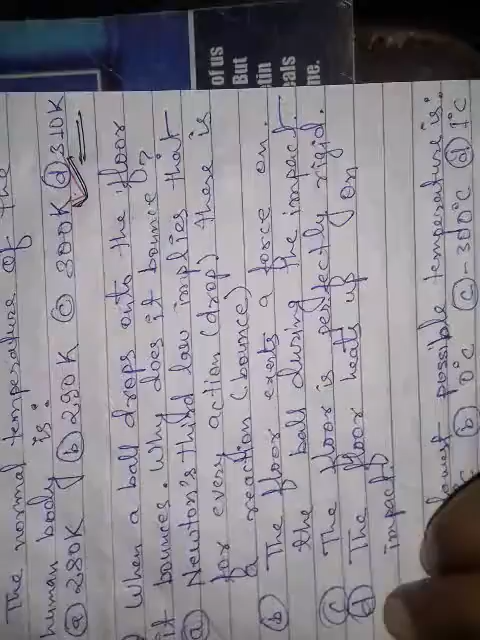 of us
But
tin
eals
ne.
The normal temperature of the
human body is:
(a) 280K (b) 290K (c) 300K (d) 310K
When a ball drops onto the floor
it bounces. Why does it bounce?
(a) Newton's third law implies that
for every action (drop) there is
a reaction (bounce)
(b) The floor exerts a force on
the ball during the impact.
(c) The floor is perfectly rigid.
(d) The floor heats up on
impact.
possible temperature is:
(b) 0°C (c) -300°C (d) 1°C